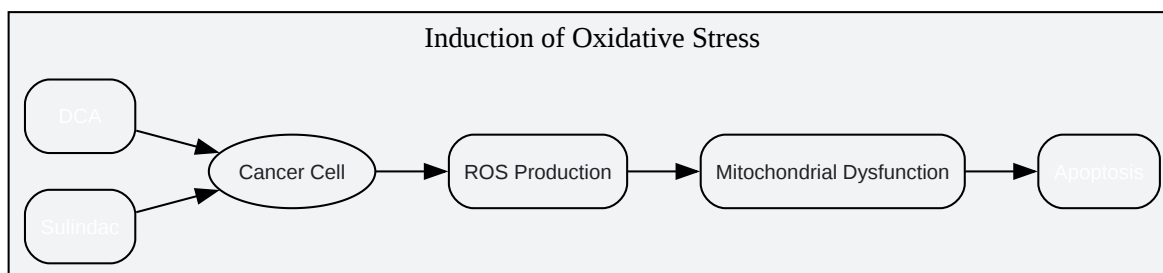 Induction of Oxidative Stress
DCA
Sulindac
Cancer Cell
ROS Production
Mitochondrial Dysfunction
Apoptosis